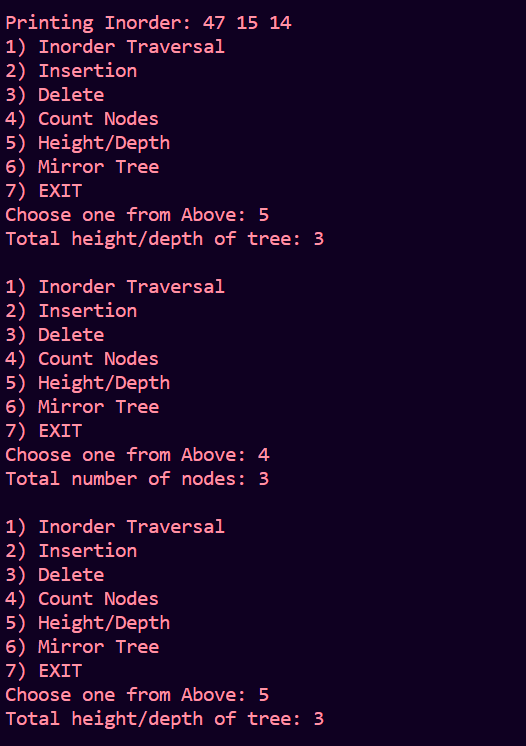 Printing Inorder: 47 15 14
1) Inorder Traversal
2) Insertion
3) Delete
4) Count Nodes
5) Height/Depth
6) Mirror Tree
7) EXIT
Choose one from Above: 5
Total height/depth of tree: 3

1) Inorder Traversal
2) Insertion
3) Delete
4) Count Nodes
5) Height/Depth
6) Mirror Tree
7) EXIT
Choose one from Above: 4
Total number of nodes: 3

1) Inorder Traversal
2) Insertion
3) Delete
4) Count Nodes
5) Height/Depth
6) Mirror Tree
7) EXIT
Choose one from Above: 5
Total height/depth of tree: 3